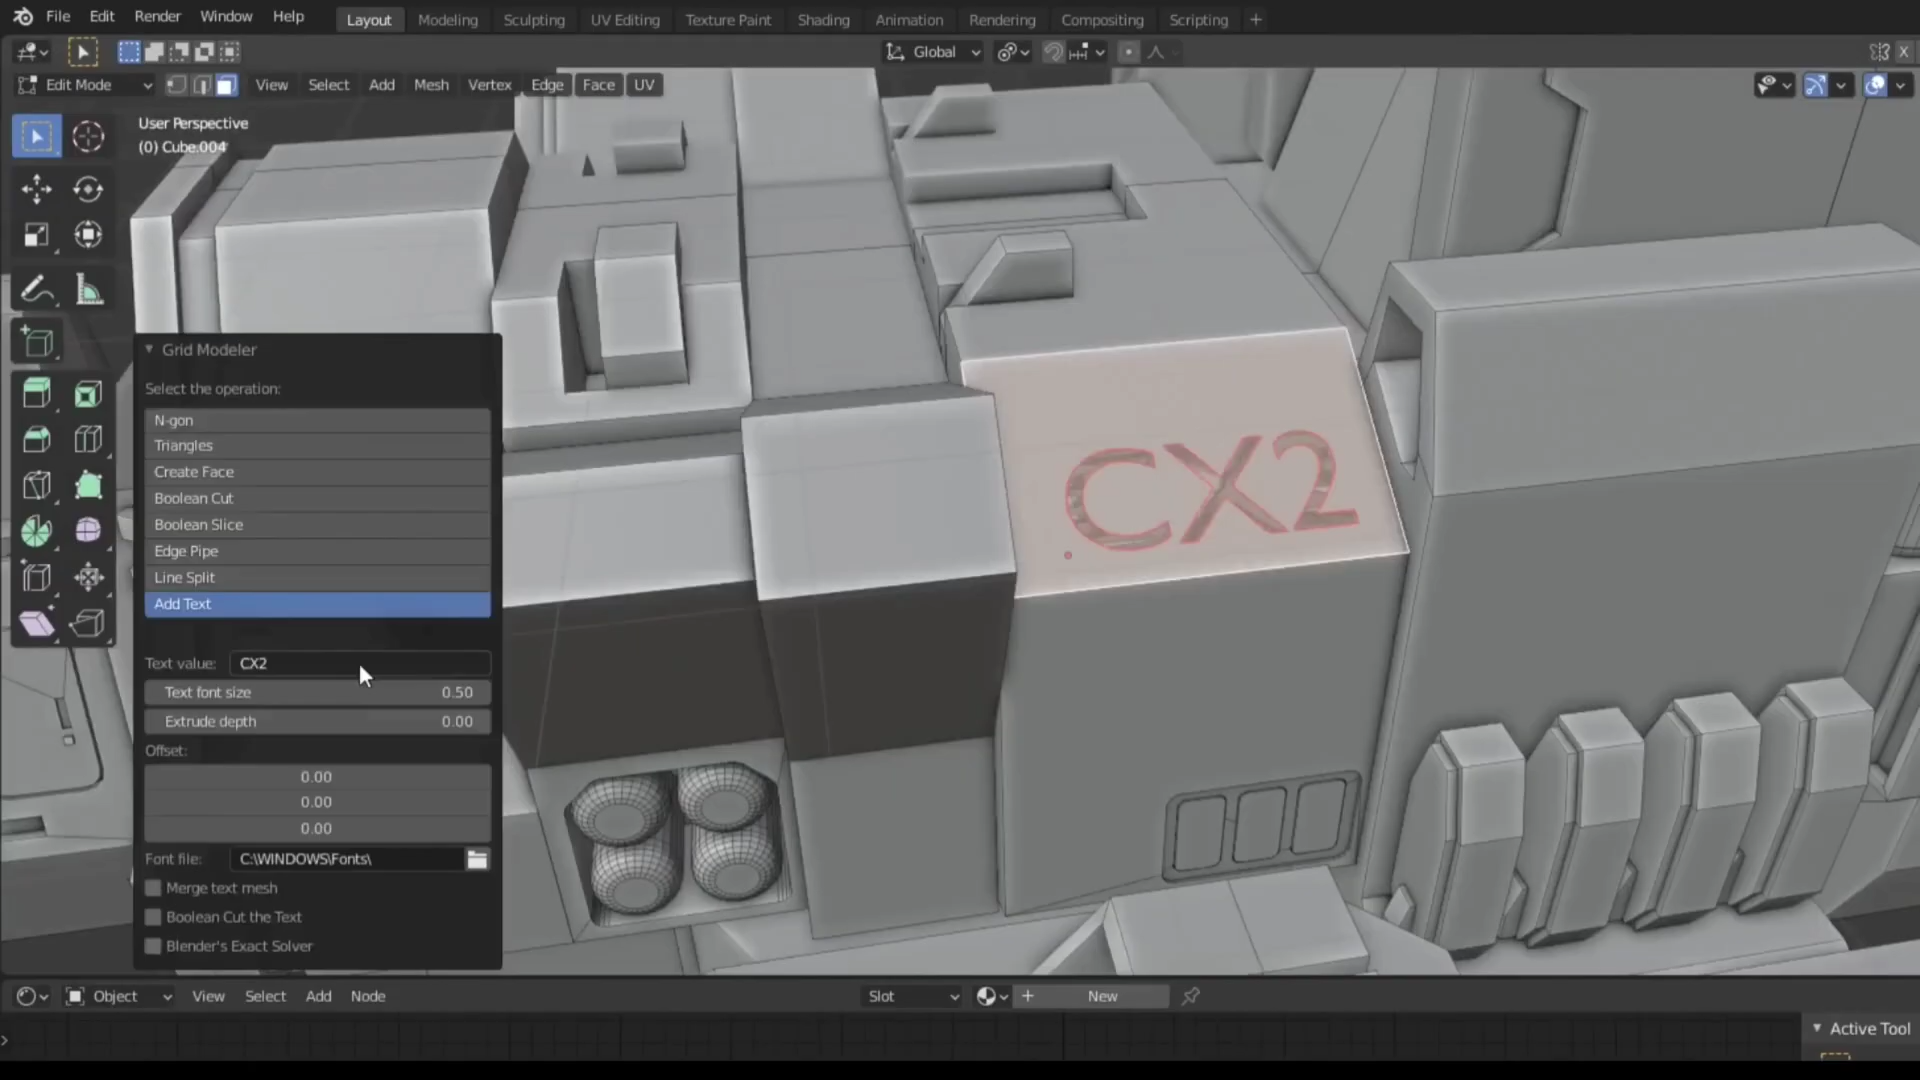 File Edit Render Window Help Layout Modeling Sculpting UV Editing Texture Paint Shading Animation Rendering Compositing Scripting +
Global X
Edit Mode View Select Add Mesh Vertex Edge Face UV
User Perspective
(0) Cube.004
Grid Modeler
Select the operation:
N-gon
Triangles
Create Face
Boolean Cut
Boolean Slice
Edge Pipe
Line Split
Add Text
Text value: CX2
Text font size 0.50
Extrude depth 0.00
Offset:
0.00
0.00
0.00
Font file: C:\WINDOWS\Fonts\
Merge text mesh
Boolean Cut the Text
Blender's Exact Solver
CX2
Object View Select Add Node Slot + New
Active Tool